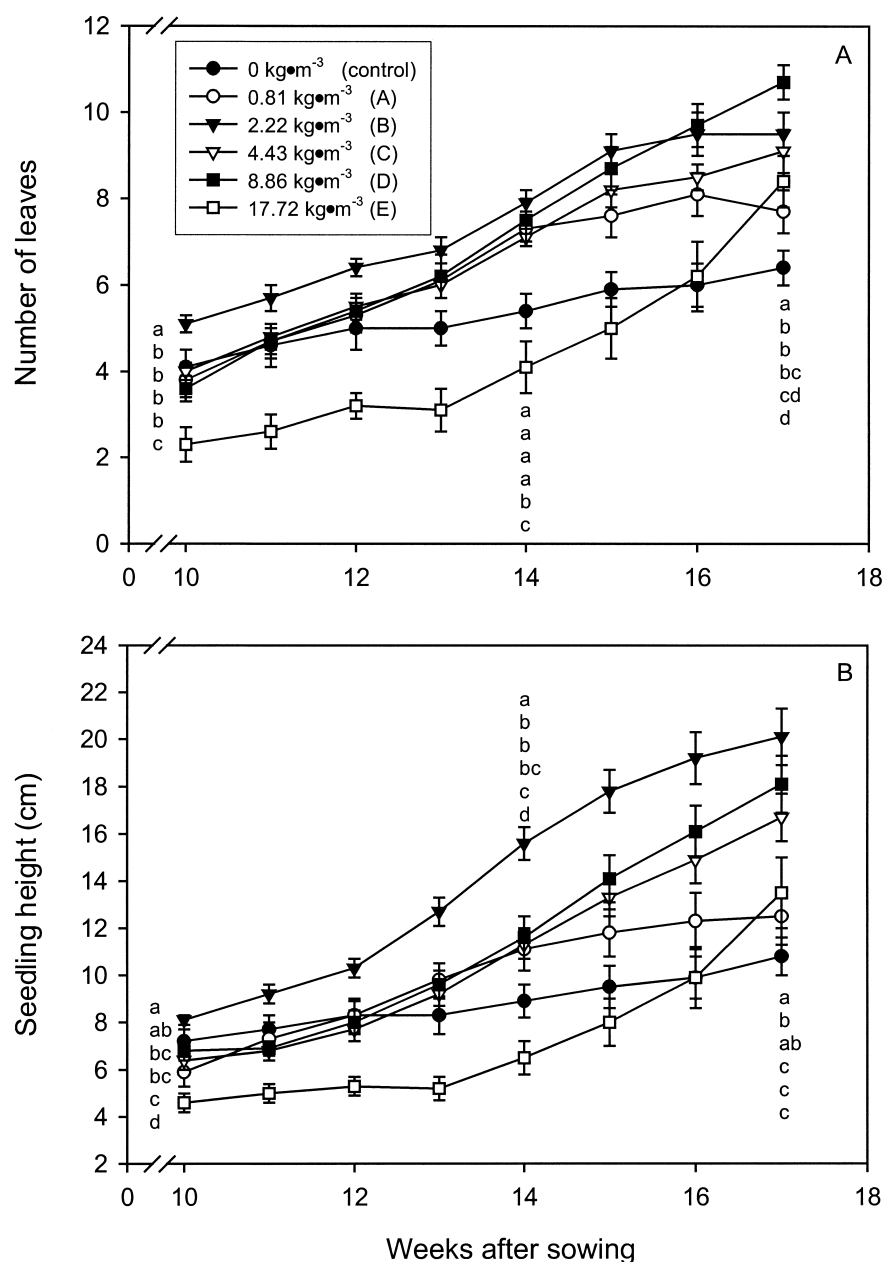 12
10
8
6
4
2
0
Number of leaves
A
0 kg•m⁻³ (control)
0.81 kg•m⁻³ (A)
2.22 kg•m⁻³ (B)
4.43 kg•m⁻³ (C)
8.86 kg•m⁻³ (D)
17.72 kg•m⁻³ (E)
a
b
b
b
b
c
a
a
a
a
b
c
a
b
b
bc
cd
d
0 10 12 14 16 18
24
22
20
18
16
14
12
10
8
6
4
2
Seedling height (cm)
B
a
ab
bc
bc
c
d
a
b
b
bc
c
d
a
b
ab
c
c
c
0 10 12 14 16 18
Weeks after sowing